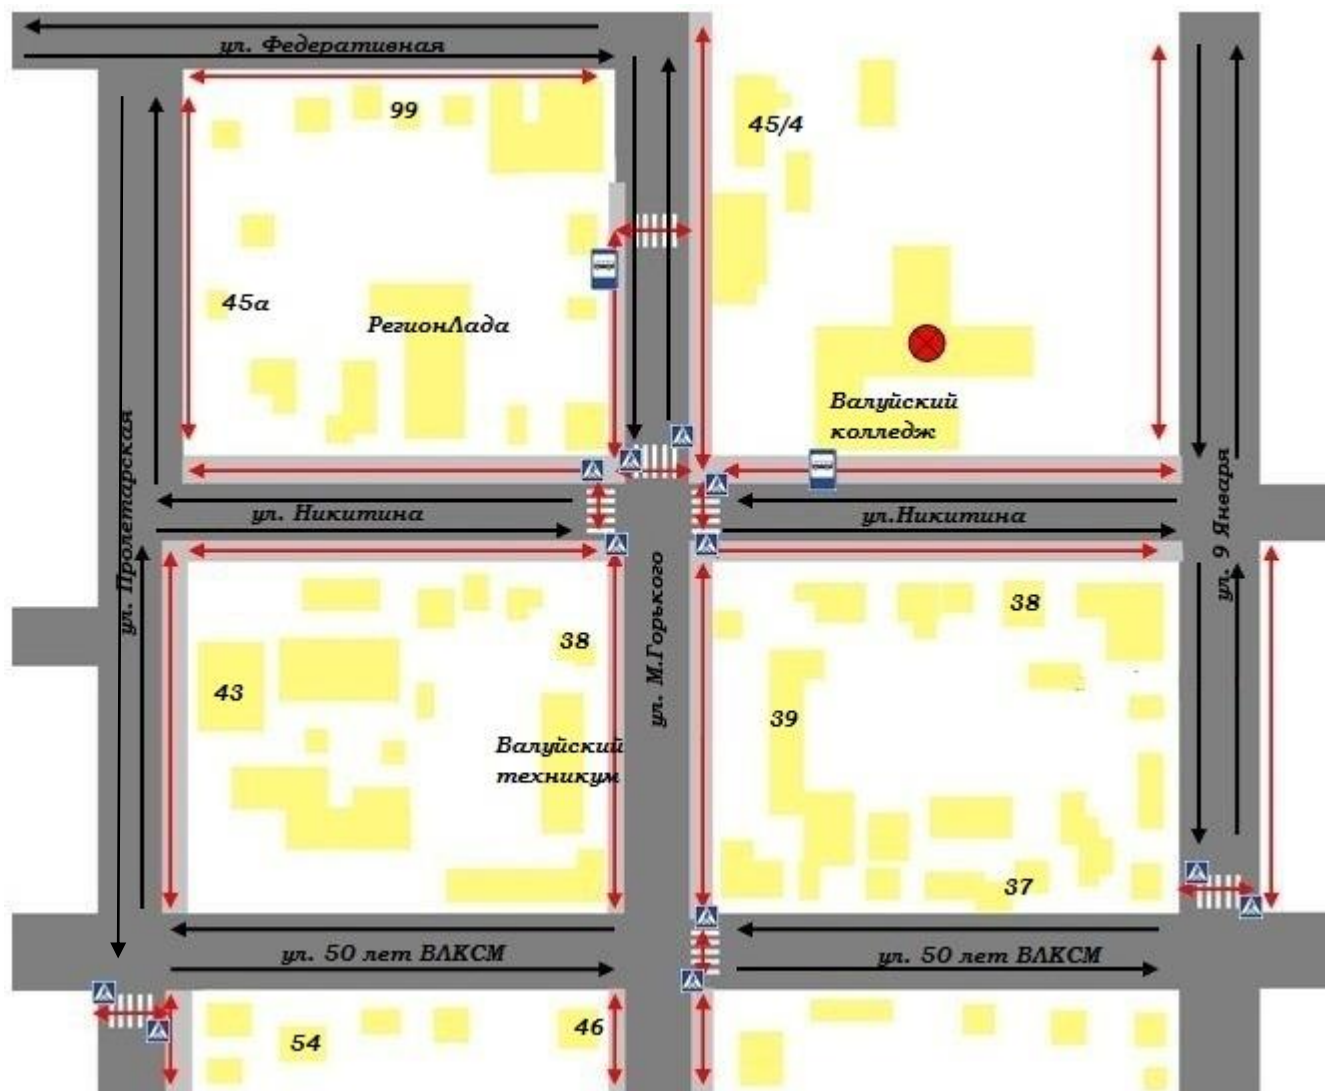 ул. Федеративная
99
45/4
45а
РегионЛада
Валуйский
колледж
ул. Пролетарская
ул. Никитина
ул.Никитина
ул. 9 Января
ул. М.Горького
38
38
43
39
Валуйский
техникум
37
ул. 50 лет ВЛКСМ
ул. 50 лет ВЛКСМ
54
46